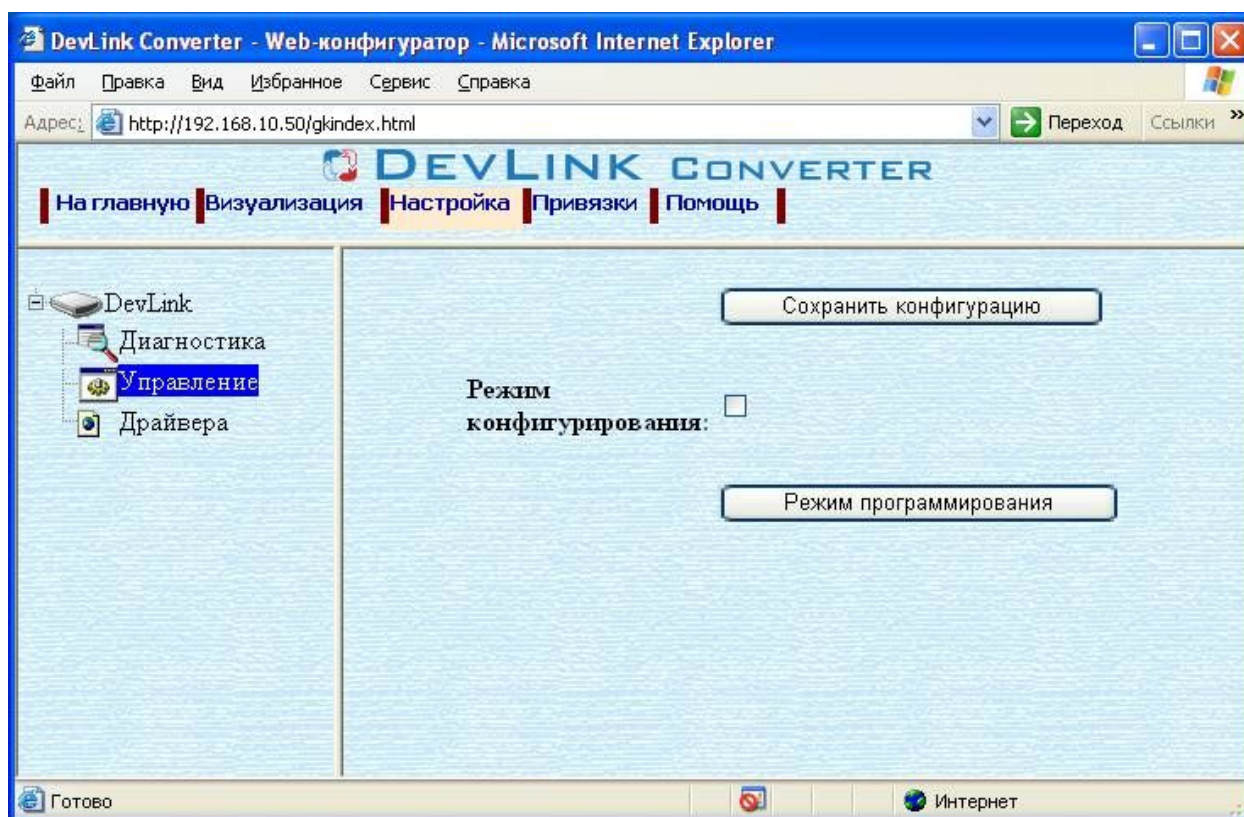 DevLink Converter - Web-конфигуратор - Microsoft Internet Explorer
Файл Правка Вид Избранное Сервис Справка
Адрес: http://192.168.10.50/gkindex.html Переход Ссылки »
DEVLINK CONVERTER
На главную Визуализация Настройка Привязки Помощь
DevLink
Диагностика
Управление
Драйвера
Сохранить конфигурацию
Режим
конфигурирования:
Режим программирования
Готово Интернет